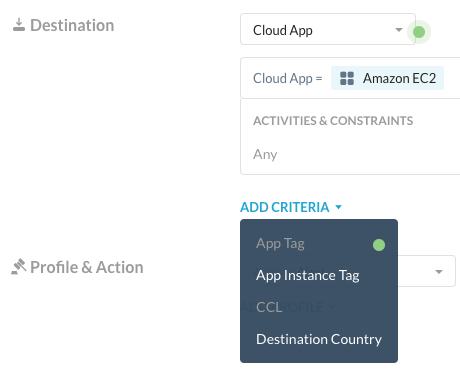 Destination
Cloud App
Cloud App = Amazon EC2
ACTIVITIES & CONSTRAINTS
Any
ADD CRITERIA
App Tag
Profile & Action
App Instance Tag
CCL
Destination Country